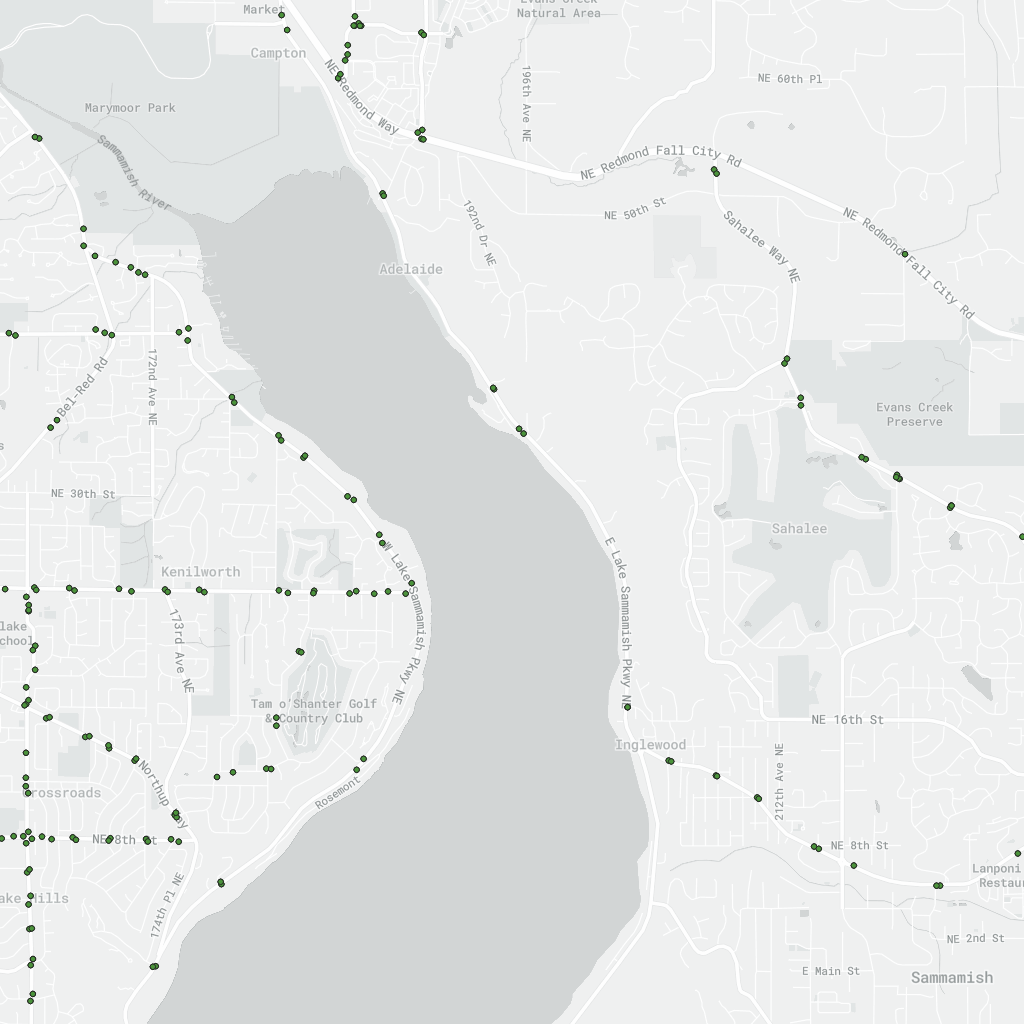 Market
Evans Creek
Natural Area
Campton
NE Redmond Way
196th Ave NE
NE 60th Pl
Marymoor Park
Sammamish River
NE Redmond Fall City Rd
192nd Dr NE
NE 50th St
Sahalee Way NE
NE Redmond Fall City Rd
Adelaide
172nd Ave NE
Bel-Red Rd
Evans Creek
Preserve
NE 30th St
Sahalee
Kenilworth
W Lake Sammamish Pkwy NE
E Lake Sammamish Pkwy NE
173rd Ave NE
Tam o'Shanter Golf
& Country Club
NE 16th St
Inglewood
212th Ave NE
Northup Way
Crossroads
Rosemont
NE 8th St
NE 8th St
Lanponi
Restau
174th Pl NE
NE 2nd St
E Main St
Sammamish